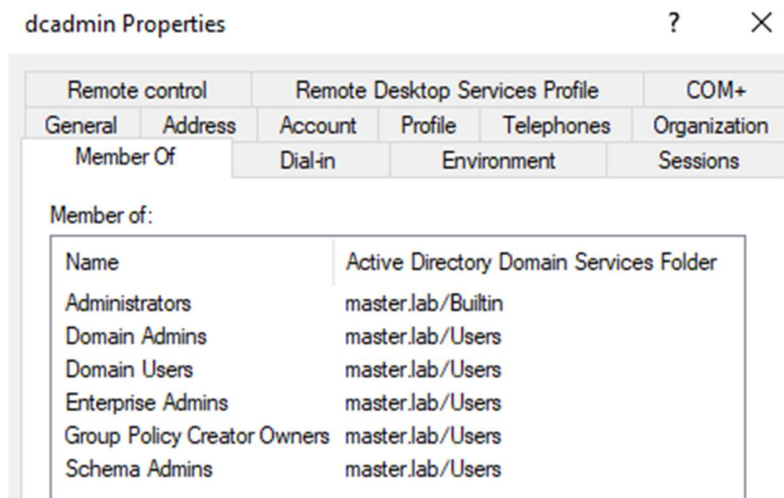 dcadmin Properties ? ×
Remote control Remote Desktop Services Profile COM+
General Address Account Profile Telephones Organization
Member Of Dial-in Environment Sessions
Member of:
Name Active Directory Domain Services Folder
Administrators master.lab/Builtin
Domain Admins master.lab/Users
Domain Users master.lab/Users
Enterprise Admins master.lab/Users
Group Policy Creator Owners master.lab/Users
Schema Admins master.lab/Users